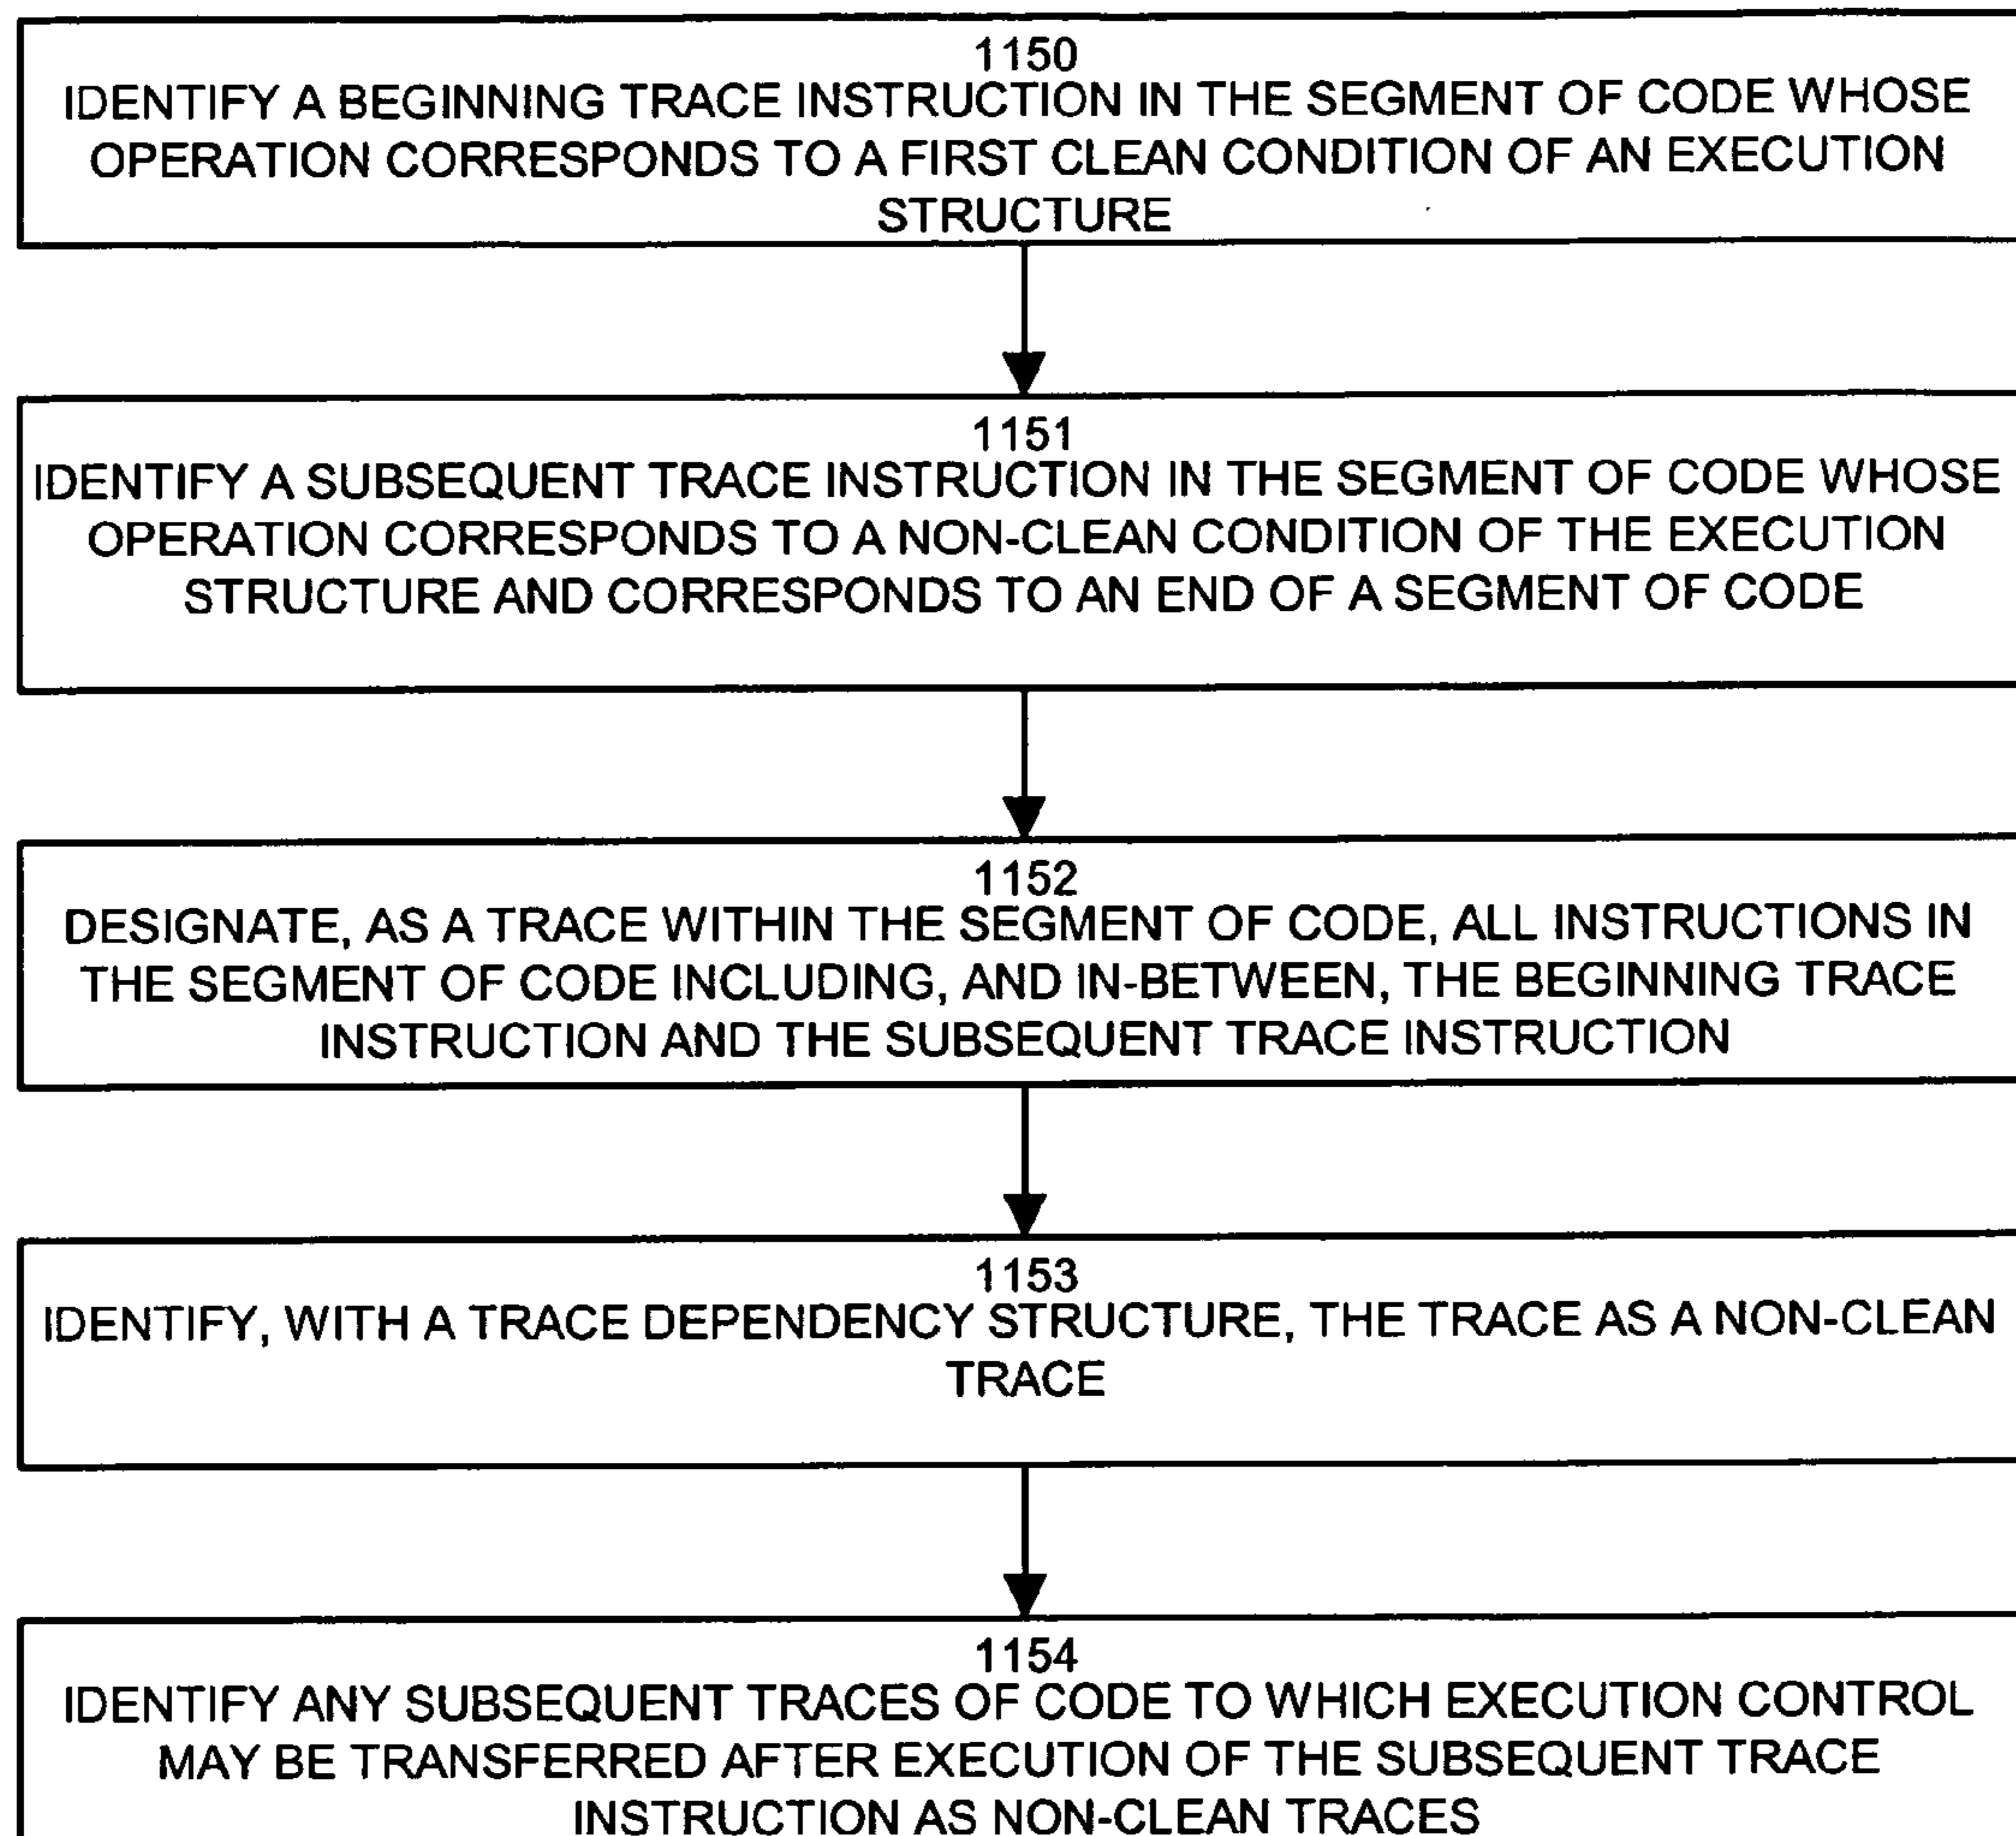 1150
IDENTIFY A BEGINNING TRACE INSTRUCTION IN THE SEGMENT OF CODE WHOSE
OPERATION CORRESPONDS TO A FIRST CLEAN CONDITION OF AN EXECUTION
STRUCTURE
1151
IDENTIFY A SUBSEQUENT TRACE INSTRUCTION IN THE SEGMENT OF CODE WHOSE
OPERATION CORRESPONDS TO A NON-CLEAN CONDITION OF THE EXECUTION
STRUCTURE AND CORRESPONDS TO AN END OF A SEGMENT OF CODE
1152
DESIGNATE, AS A TRACE WITHIN THE SEGMENT OF CODE, ALL INSTRUCTIONS IN
THE SEGMENT OF CODE INCLUDING, AND IN-BETWEEN, THE BEGINNING TRACE
INSTRUCTION AND THE SUBSEQUENT TRACE INSTRUCTION
1153
IDENTIFY, WITH A TRACE DEPENDENCY STRUCTURE, THE TRACE AS A NON-CLEAN
TRACE
1154
IDENTIFY ANY SUBSEQUENT TRACES OF CODE TO WHICH EXECUTION CONTROL
MAY BE TRANSFERRED AFTER EXECUTION OF THE SUBSEQUENT TRACE
INSTRUCTION AS NON-CLEAN TRACES